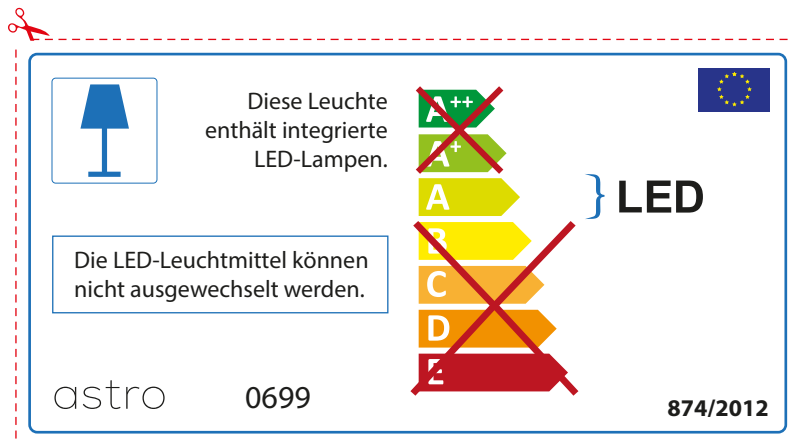 Diese Leuchte
enthält integrierte
LED-Lampen.
Die LED-Leuchtmittel können
nicht ausgewechselt werden.
A++
A+
A
B
C
D
E
LED
astro
0699
874/2012